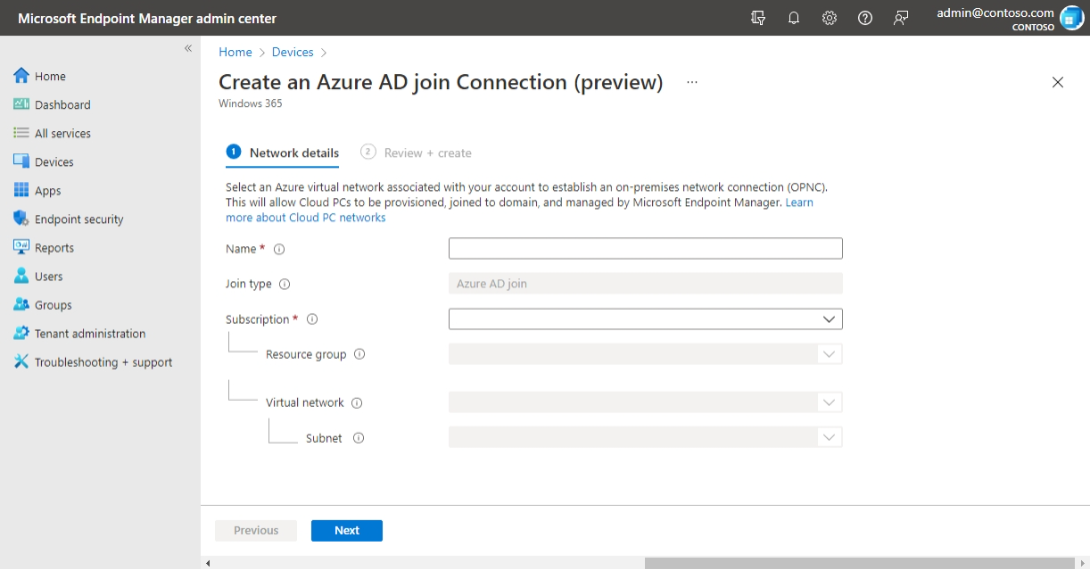 Microsoft Endpoint Manager admin center
admin@contoso.com
CONTOSO
Home
Dashboard
All services
Devices
Apps
Endpoint security
Reports
Users
Groups
Tenant administration
Troubleshooting + support
Home > Devices >
Create an Azure AD join Connection (preview) ...
Windows 365
1 Network details 2 Review + create
Select an Azure virtual network associated with your account to establish an on-premises network connection (OPNC).
This will allow Cloud PCs to be provisioned, joined to domain, and managed by Microsoft Endpoint Manager. Learn
more about Cloud PC networks
Name *
Join type Azure AD join
Subscription *
Resource group
Virtual network
Subnet
Previous Next